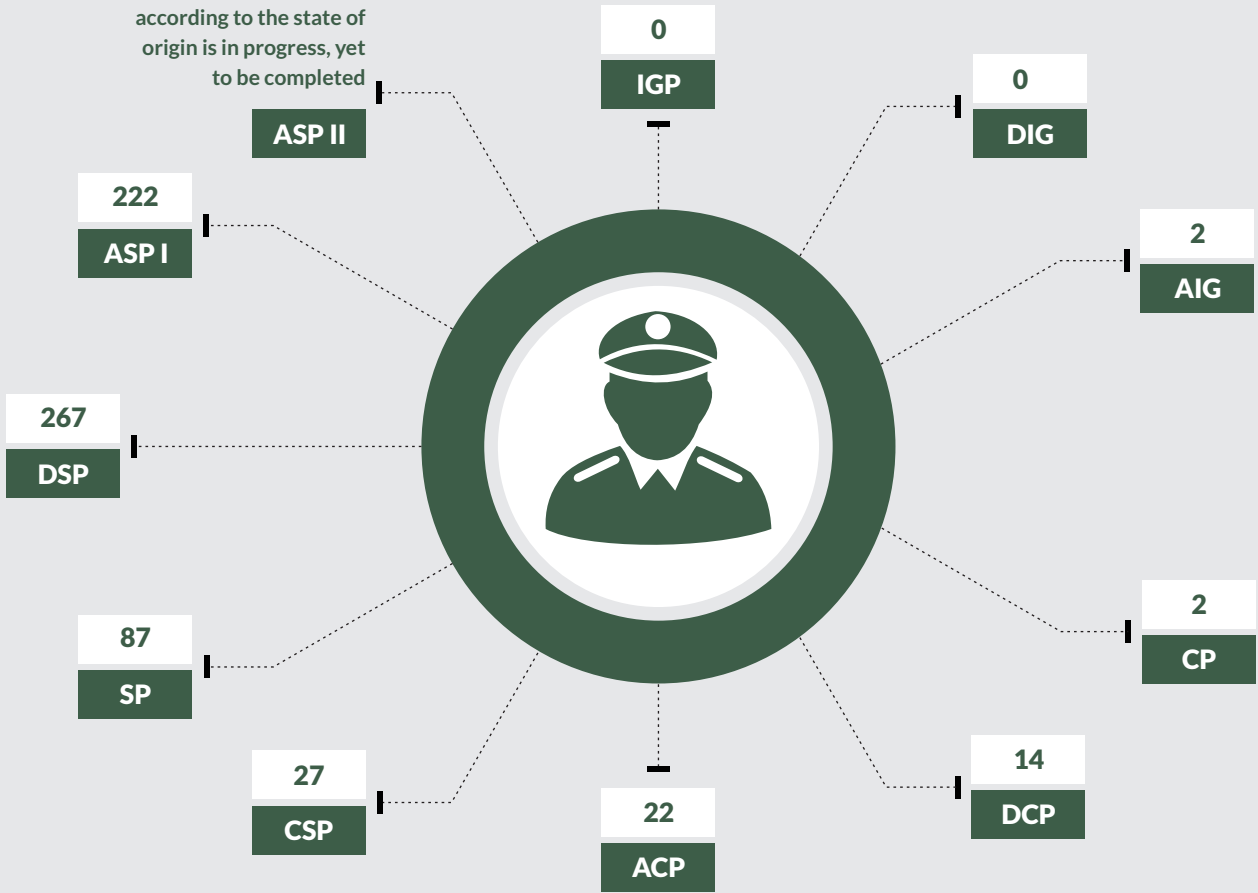 according to the state of
origin is in progress, yet
to be completed
ASP II
0
IGP
0
DIG
2
AIG
2
CP
14
DCP
22
ACP
27
CSP
87
SP
267
DSP
222
ASP I